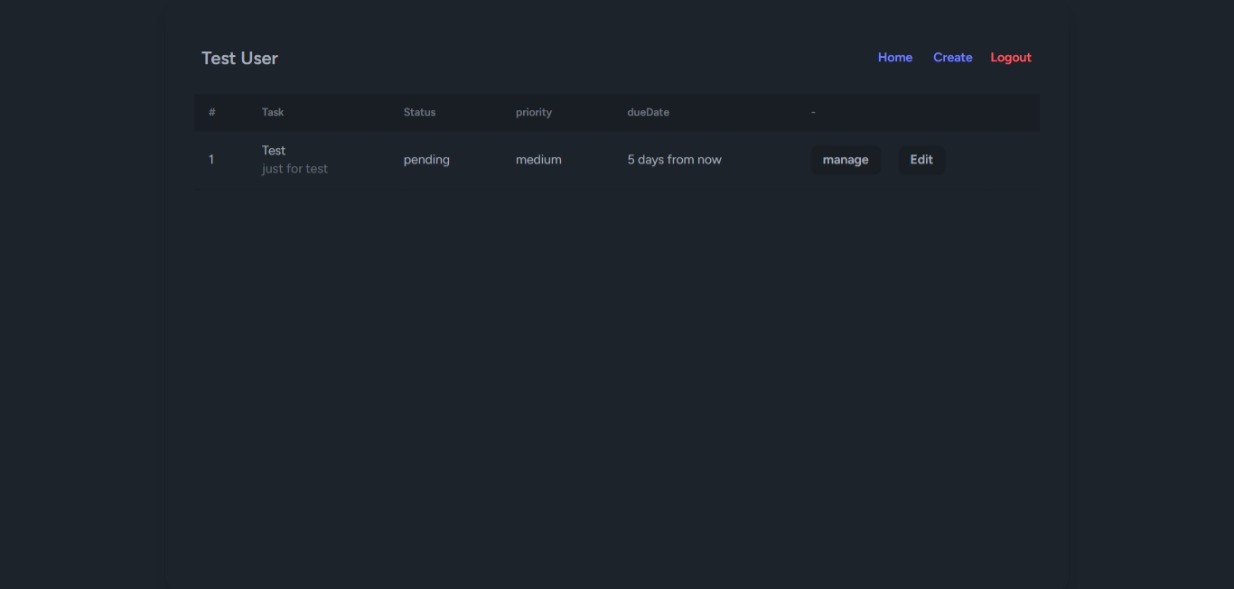 Test User Home Create Logout
# Task Status priority dueDate -
1 Test pending medium 5 days from now manage Edit
just for test